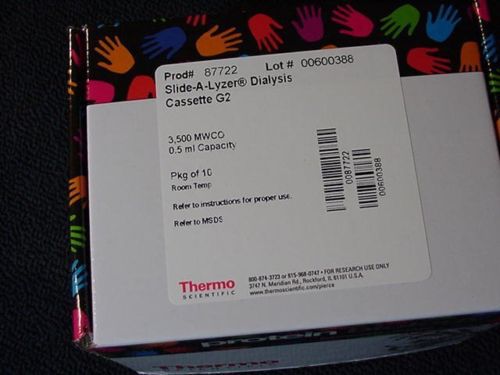 Prod# 87722 Lot # 00600388
Slide-A-Lyzer® Dialysis
Cassette G2
3,500 MWCO
0.5 ml Capacity
Pkg of 10
Room Temp
Refer to instructions for proper use.
Refer to MSDS
0087722
00600388
Thermo
SCIENTIFIC
800-874-3723 or 815-968-0747 • FOR RESEARCH USE ONLY
3747 N. Meridian Rd., Rockford, IL 61101 U.S.A.
www.thermoscientific.com/pierce
protein
Thermo